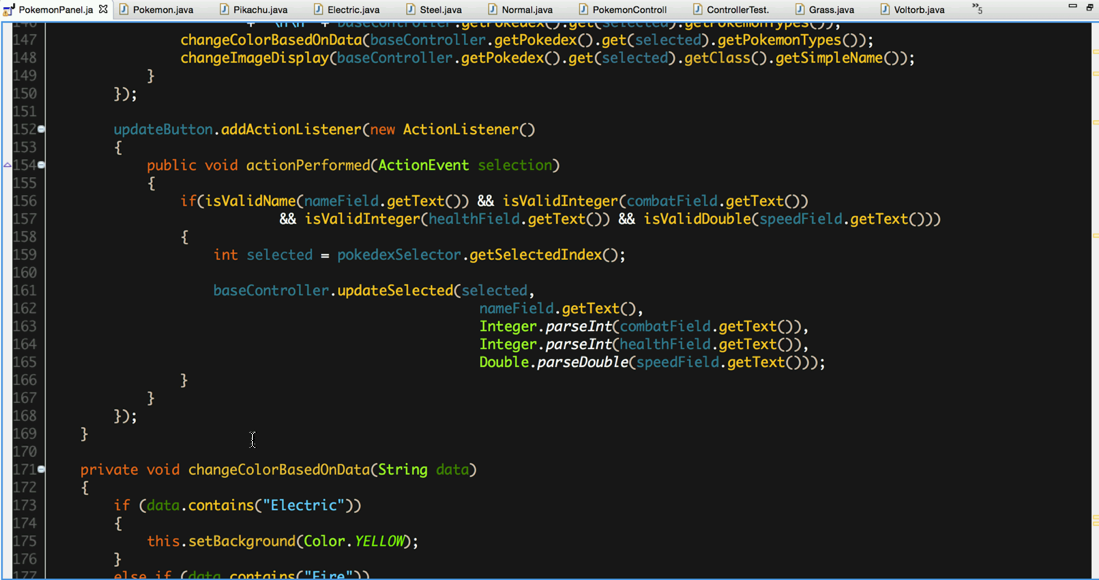 PokemonPanel.ja Pokemon.java Pikachu.java Electric.java Steel.java Normal.java PokemonControll ControllerTest. Grass.java Voltorb.java »5
147 changeColorBasedOnData(baseController.getPokedex().get(selected).getPokemonTypes());
148 changeImageDisplay(baseController.getPokedex().get(selected).getClass().getSimpleName());
149 }
150 });
151
152 updateButton.addActionListener(new ActionListener()
153 {
154 public void actionPerformed(ActionEvent selection)
155 {
156 if(isValidName(nameField.getText()) && isValidInteger(combatField.getText())
157 && isValidInteger(healthField.getText()) && isValidDouble(speedField.getText()))
158 {
159 int selected = pokedexSelector.getSelectedIndex();
160
161 baseController.updateSelected(selected,
162 nameField.getText(),
163 Integer.parseInt(combatField.getText()),
164 Integer.parseInt(healthField.getText()),
165 Double.parseDouble(speedField.getText()));
166 }
167 }
168 });
169 }
170
171 private void changeColorBasedOnData(String data)
172 {
173 if (data.contains("Electric"))
174 {
175 this.setBackground(Color.YELLOW);
176 }
177 else if (data.contains("Fire"))